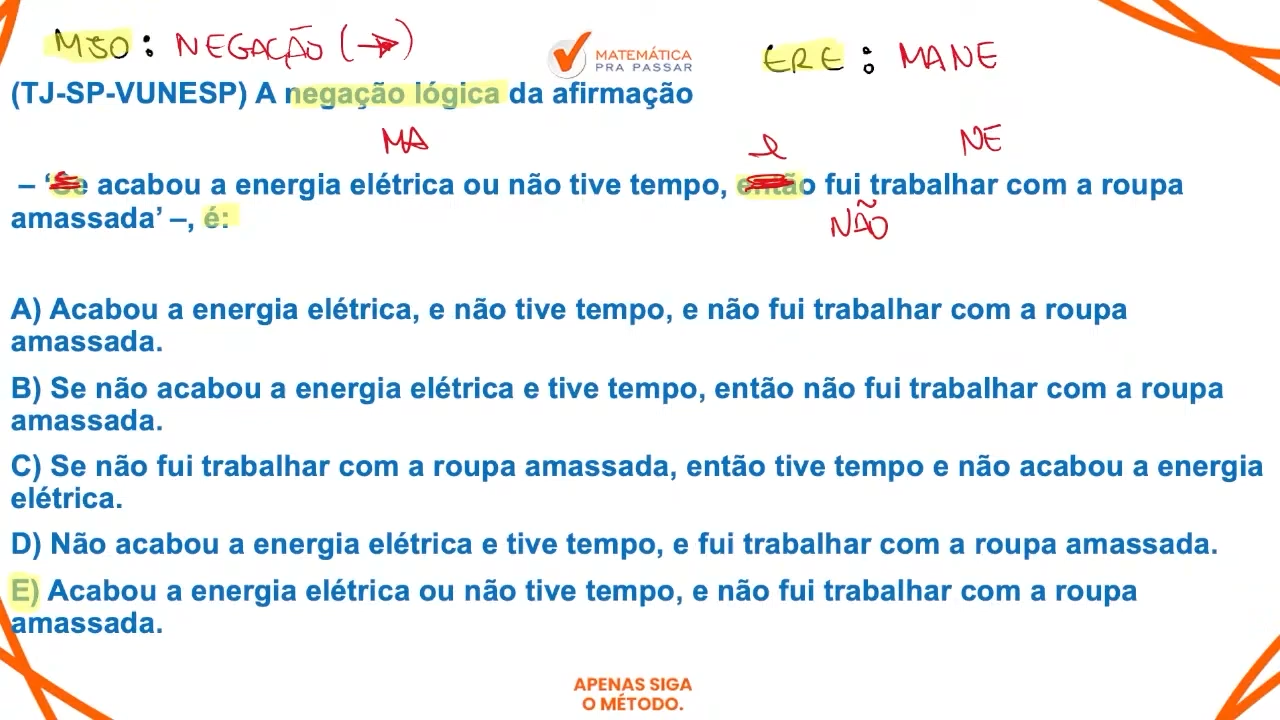 MSO : NEGAÇÃO (→)
MATEMÁTICA
PRA PASSAR
ERE : MANE
(TJ-SP-VUNESP) A negação lógica da afirmação
MA e NE
– ‘Se acabou a energia elétrica ou não tive tempo, então fui trabalhar com a roupa
amassada’ –, é:
NÃO
A) Acabou a energia elétrica, e não tive tempo, e não fui trabalhar com a roupa
amassada.
B) Se não acabou a energia elétrica e tive tempo, então não fui trabalhar com a roupa
amassada.
C) Se não fui trabalhar com a roupa amassada, então tive tempo e não acabou a energia
elétrica.
D) Não acabou a energia elétrica e tive tempo, e fui trabalhar com a roupa amassada.
E) Acabou a energia elétrica ou não tive tempo, e não fui trabalhar com a roupa
amassada.
APENAS SIGA
O MÉTODO.